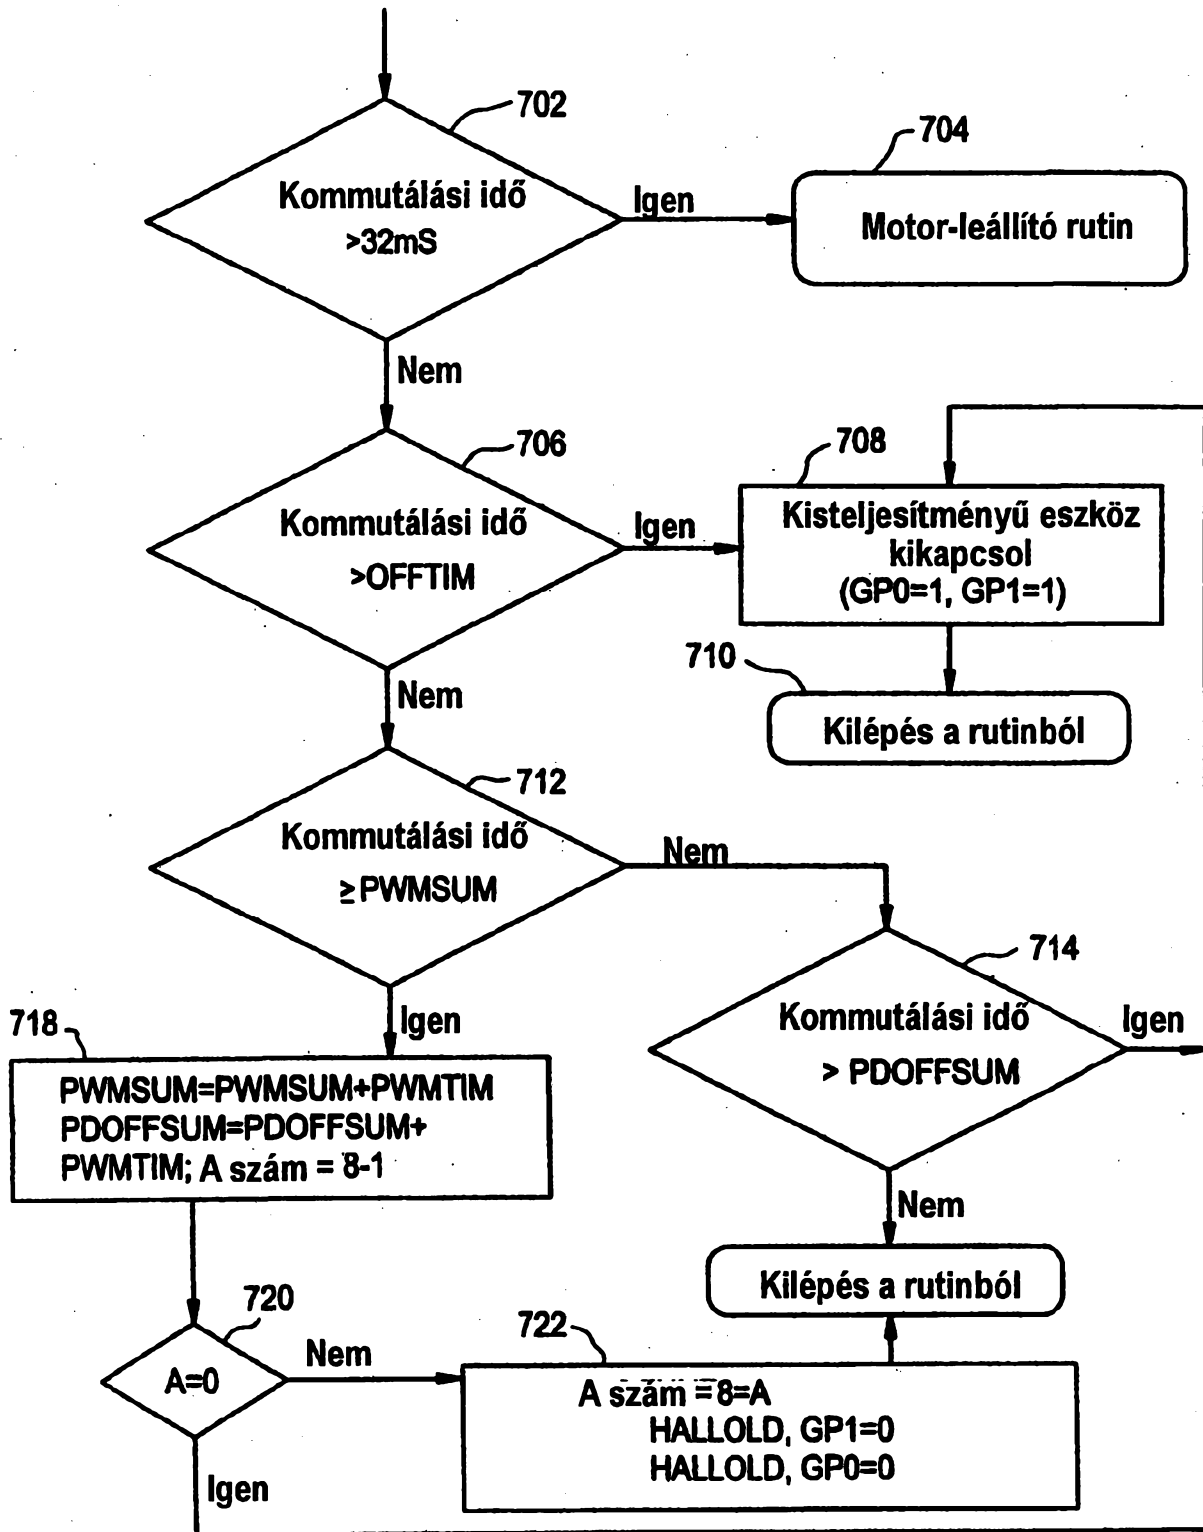 702
Kommutálási idő
>32mS
Igen
704
Motor-leállító rutin
Nem
706
Kommutálási idő
>OFFTIM
Igen
708
Kisteljesítményű eszköz
kikapcsol
(GP0=1, GP1=1)
710
Kilépés a rutinból
Nem
712
Kommutálási idő
≥PWMSUM
Nem
714
Kommutálási idő
> PDOFFSUM
Igen
Igen
718
PWMSUM=PWMSUM+PWMTIM
PDOFFSUM=PDOFFSUM+
PWMTIM; A szám = 8-1
Nem
Kilépés a rutinból
720
A=0
Nem
722
A szám =8=A
HALLOLD, GP1=0
HALLOLD, GP0=0
Igen